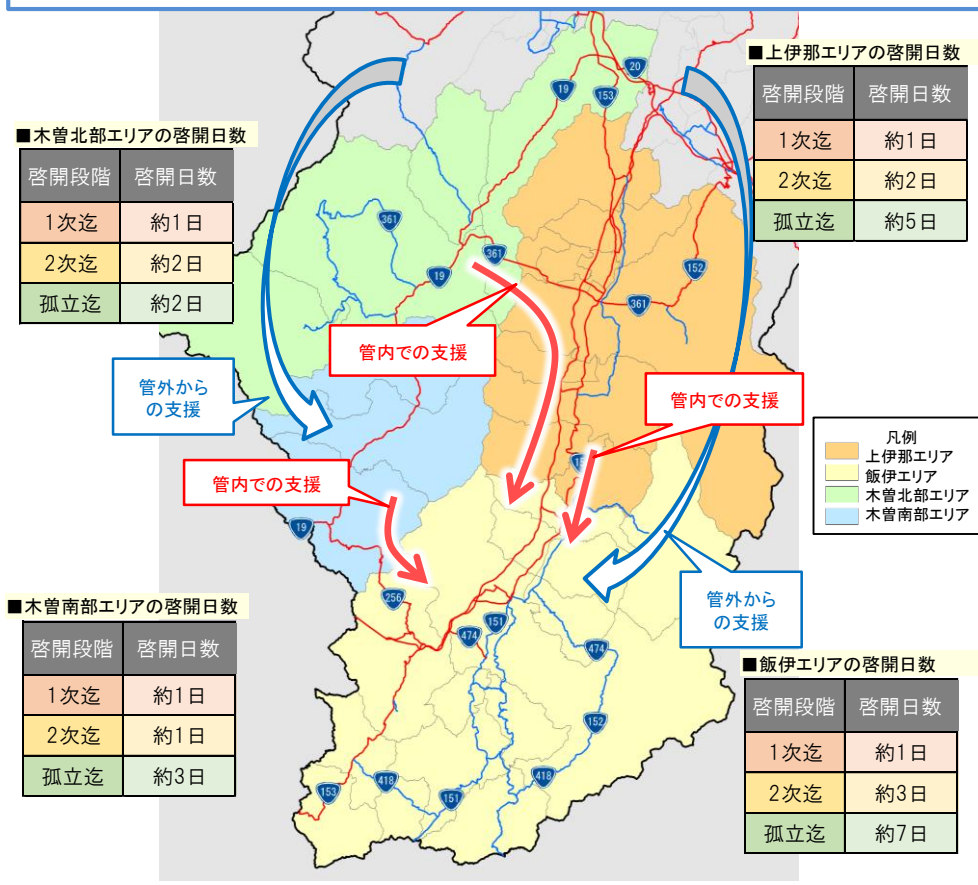 ■上伊那エリアの啓開日数
啓開段階 啓開日数
1次迄 約1日
2次迄 約2日
孤立迄 約5日
■木曽北部エリアの啓開日数
啓開段階 啓開日数
1次迄 約1日
2次迄 約2日
孤立迄 約2日
20
19
153
361
361
19
152
361
管内での支援
管外から
の支援
管内での支援
凡例
上伊那エリア
飯伊エリア
木曽北部エリア
木曽南部エリア
管内での支援
19
256
管外から
の支援
■木曽南部エリアの啓開日数
啓開段階 啓開日数
1次迄 約1日
2次迄 約1日
孤立迄 約3日
151
474
474
152
418
418
153
151
■飯伊エリアの啓開日数
啓開段階 啓開日数
1次迄 約1日
2次迄 約3日
孤立迄 約7日